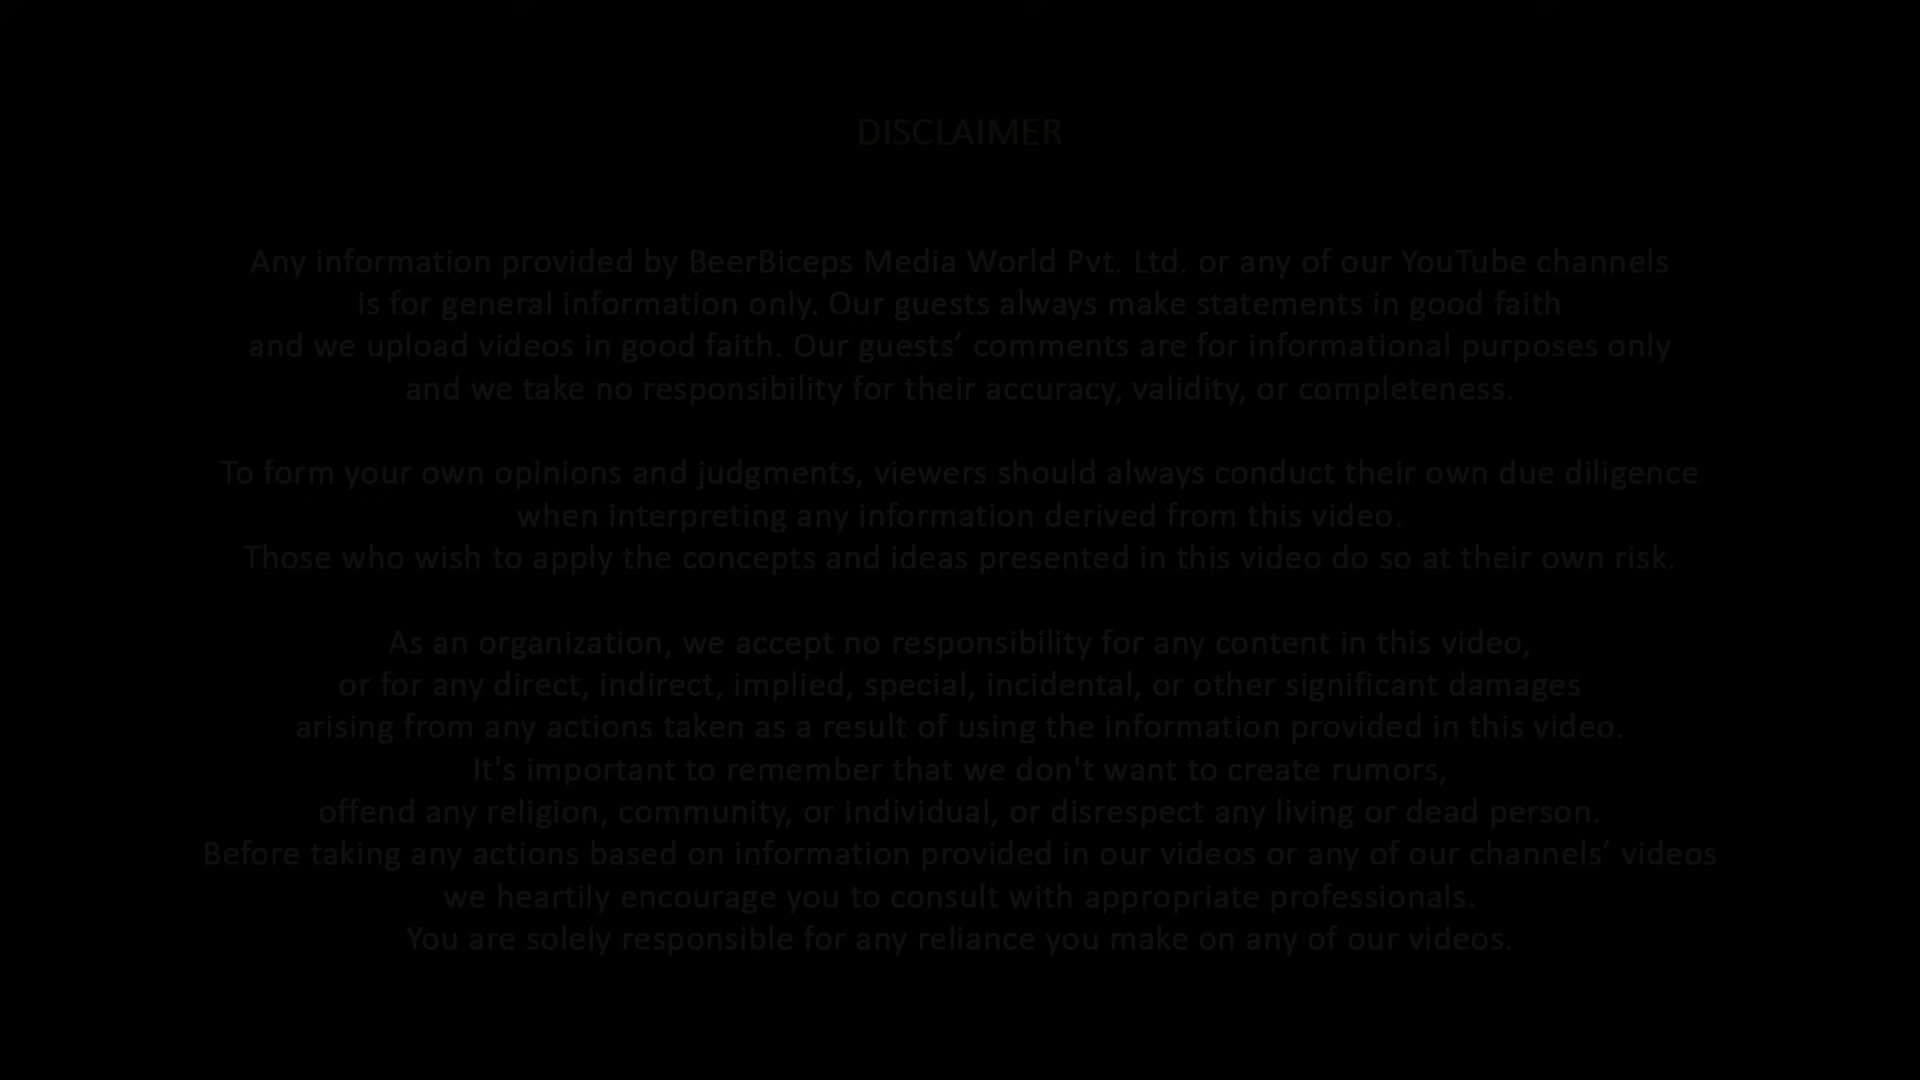 DISCLAIMER
Any information provided by BeerBiceps Media World Pvt. Ltd. or any of our YouTube channels
is for general information only. Our guests always make statements in good faith
and we upload videos in good faith. Our guests’ comments are for informational purposes only
and we take no responsibility for their accuracy, validity, or completeness.
To form your own opinions and judgments, viewers should always conduct their own due diligence
when interpreting any information derived from this video.
Those who wish to apply the concepts and ideas presented in this video do so at their own risk.
As an organization, we accept no responsibility for any content in this video,
or for any direct, indirect, implied, special, incidental, or other significant damages
arising from any actions taken as a result of using the information provided in this video.
It's important to remember that we don't want to create rumors,
offend any religion, community, or individual, or disrespect any living or dead person.
Before taking any actions based on information provided in our videos or any of our channels’ videos
we heartily encourage you to consult with appropriate professionals.
You are solely responsible for any reliance you make on any of our videos.